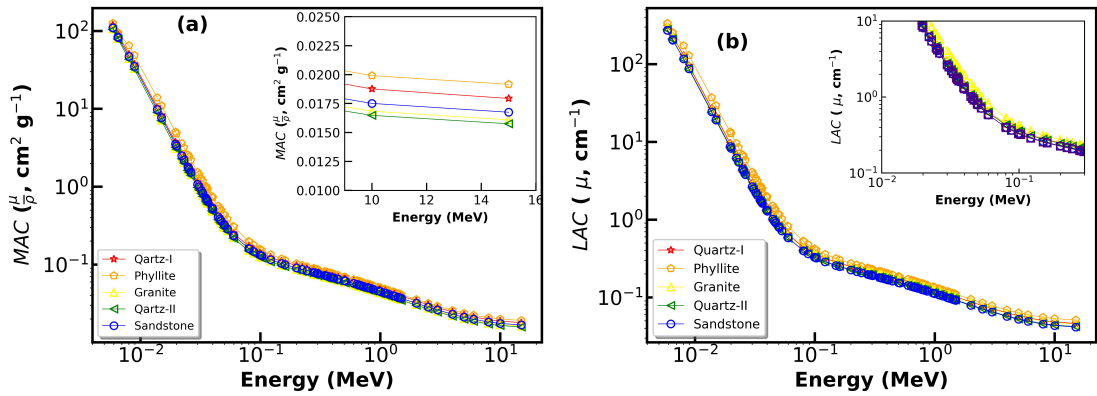 (a)
MAC (μ/ρ, cm² g⁻¹)
10²
10¹
10⁰
10⁻¹
10⁻²
10⁻¹
10⁰
10¹
Energy (MeV)
Qartz-I
Phyllite
Granite
Qartz-II
Sandstone
MAC (μ/ρ, cm² g⁻¹)
0.0250
0.0225
0.0200
0.0175
0.0150
0.0125
0.0100
10
12
14
16
Energy (MeV)
(b)
LAC ( μ, cm⁻¹)
10²
10¹
10⁰
10⁻¹
10⁻²
10⁻¹
10⁰
10¹
Energy (MeV)
Quartz-I
Phyllite
Granite
Quartz-II
Sandstone
LAC ( μ, cm⁻¹)
10¹
10⁰
10⁻¹
10⁻²
10⁻¹
Energy (MeV)